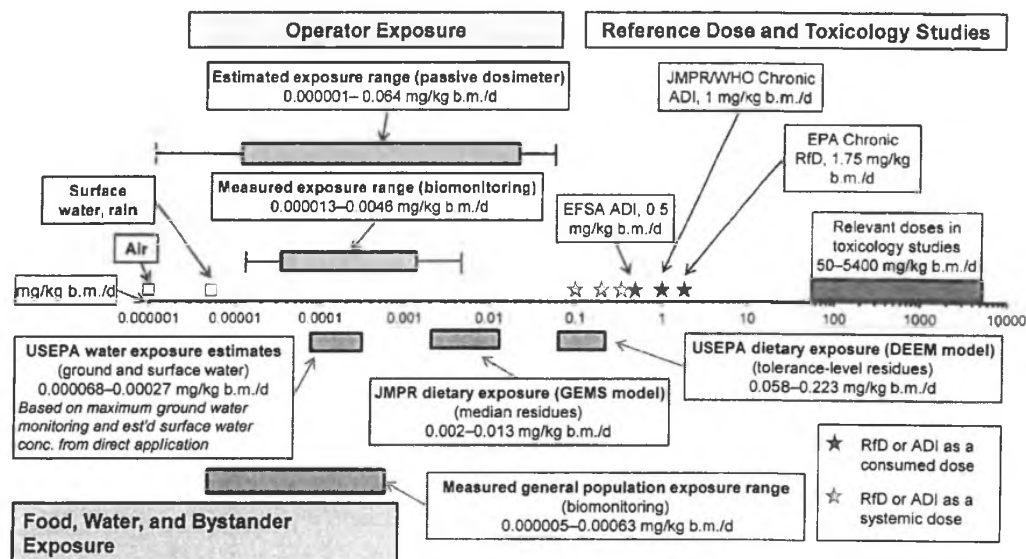 Operator Exposure
Reference Dose and Toxicology Studies
Estimated exposure range (passive dosimeter)
0.000001– 0.064 mg/kg b.m./d
JMPR/WHO Chronic
ADI, 1 mg/kg b.m./d
EPA Chronic
RfD, 1.75 mg/kg
b.m./d
Surface
water, rain
Measured exposure range (biomonitoring)
0.000013–0.0046 mg/kg b.m./d
EFSA ADI, 0 5
mg/kg b.m./d
Relevant doses in
toxicology studies
50–5400 mg/kg b.m./d
Air
mg/kg b.m./d
0.000001 0.00001 0.0001 0.001 0.01 0.1 1 10 100 1000 10000
USEPA water exposure estimates
(ground and surface water)
0.000068–0.00027 mg/kg b.m./d
Based on maximum ground water
monitoring and est'd surface water
conc. from direct application
JMPR dietary exposure (GEMS model)
(median residues)
0.002–0.013 mg/kg b.m./d
USEPA dietary exposure (DEEM model)
(tolerance-level residues)
0.058–0.223 mg/kg b.m./d
RfD or ADI as a
consumed dose
RfD or ADI as a
systemic dose
Measured general population exposure range
(biomonitoring)
0.000005–0.00063 mg/kg b.m./d
Food, Water, and Bystander
Exposure